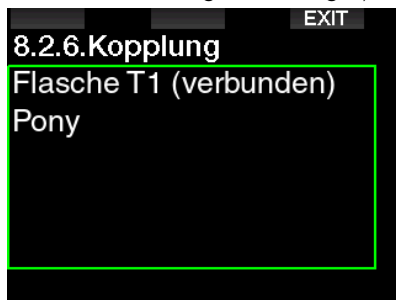 EXIT
8.2.6.Kopplung
Flasche T1 (verbunden)
Pony